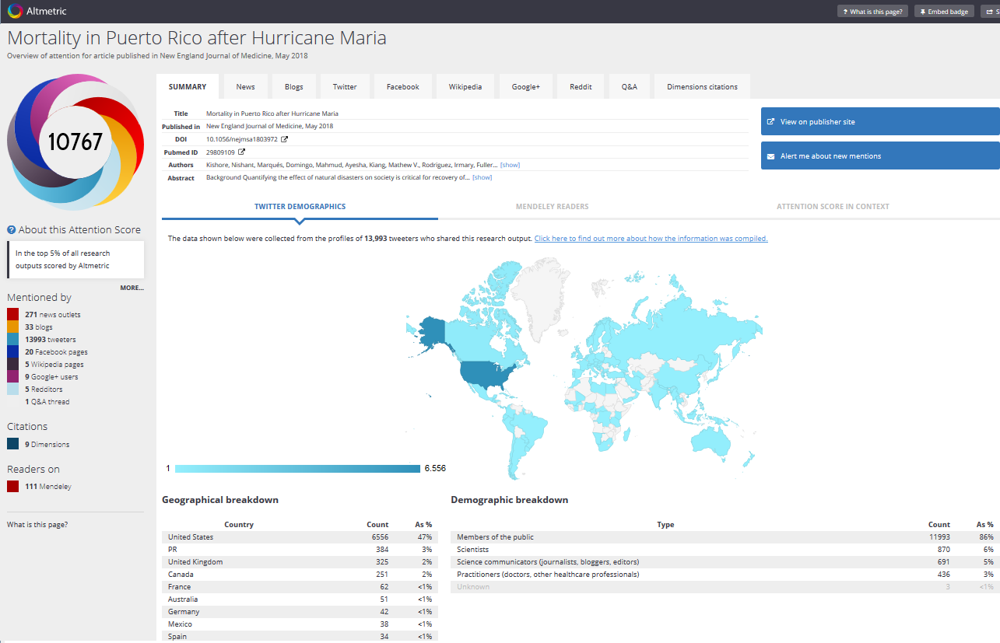 Altmetric
? What is this page?
Embed badge
S
Mortality in Puerto Rico after Hurricane Maria
Overview of attention for article published in New England Journal of Medicine, May 2018
10767
? About this Attention Score
In the top 5% of all research
outputs scored by Altmetric
MORE...
Mentioned by
271 news outlets
33 blogs
13993 tweeters
20 Facebook pages
5 Wikipedia pages
9 Google+ users
5 Redditors
1 Q&A thread
Citations
9 Dimensions
Readers on
111 Mendeley
What is this page?
SUMMARY News Blogs Twitter Facebook Wikipedia Google+ Reddit Q&A Dimensions citations
Title Mortality in Puerto Rico after Hurricane Maria
Published in New England Journal of Medicine, May 2018
DOI 10.1056/nejmsa1803972
Pubmed ID 29809109
Authors Kishore, Nishant, Marqués, Domingo, Mahmud, Ayesha, Kiang, Mathew V., Rodriguez, Irmary, Fuller... [show]
Abstract Background Quantifying the effect of natural disasters on society is critical for recovery of... [show]
View on publisher site
Alert me about new mentions
TWITTER DEMOGRAPHICS MENDELEY READERS ATTENTION SCORE IN CONTEXT
The data shown below were collected from the profiles of 13,993 tweeters who shared this research output. Click here to find out more about how the information was compiled.
1 6.556
Geographical breakdown
Country Count As %
United States 6556 47%
PR 384 3%
United Kingdom 325 2%
Canada 251 2%
France 62 <1%
Australia 51 <1%
Germany 42 <1%
Mexico 38 <1%
Spain 34 <1%
Demographic breakdown
Type Count As %
Members of the public 11993 86%
Scientists 870 6%
Science communicators (journalists, bloggers, editors) 691 5%
Practitioners (doctors, other healthcare professionals) 436 3%
Unknown 3 <1%